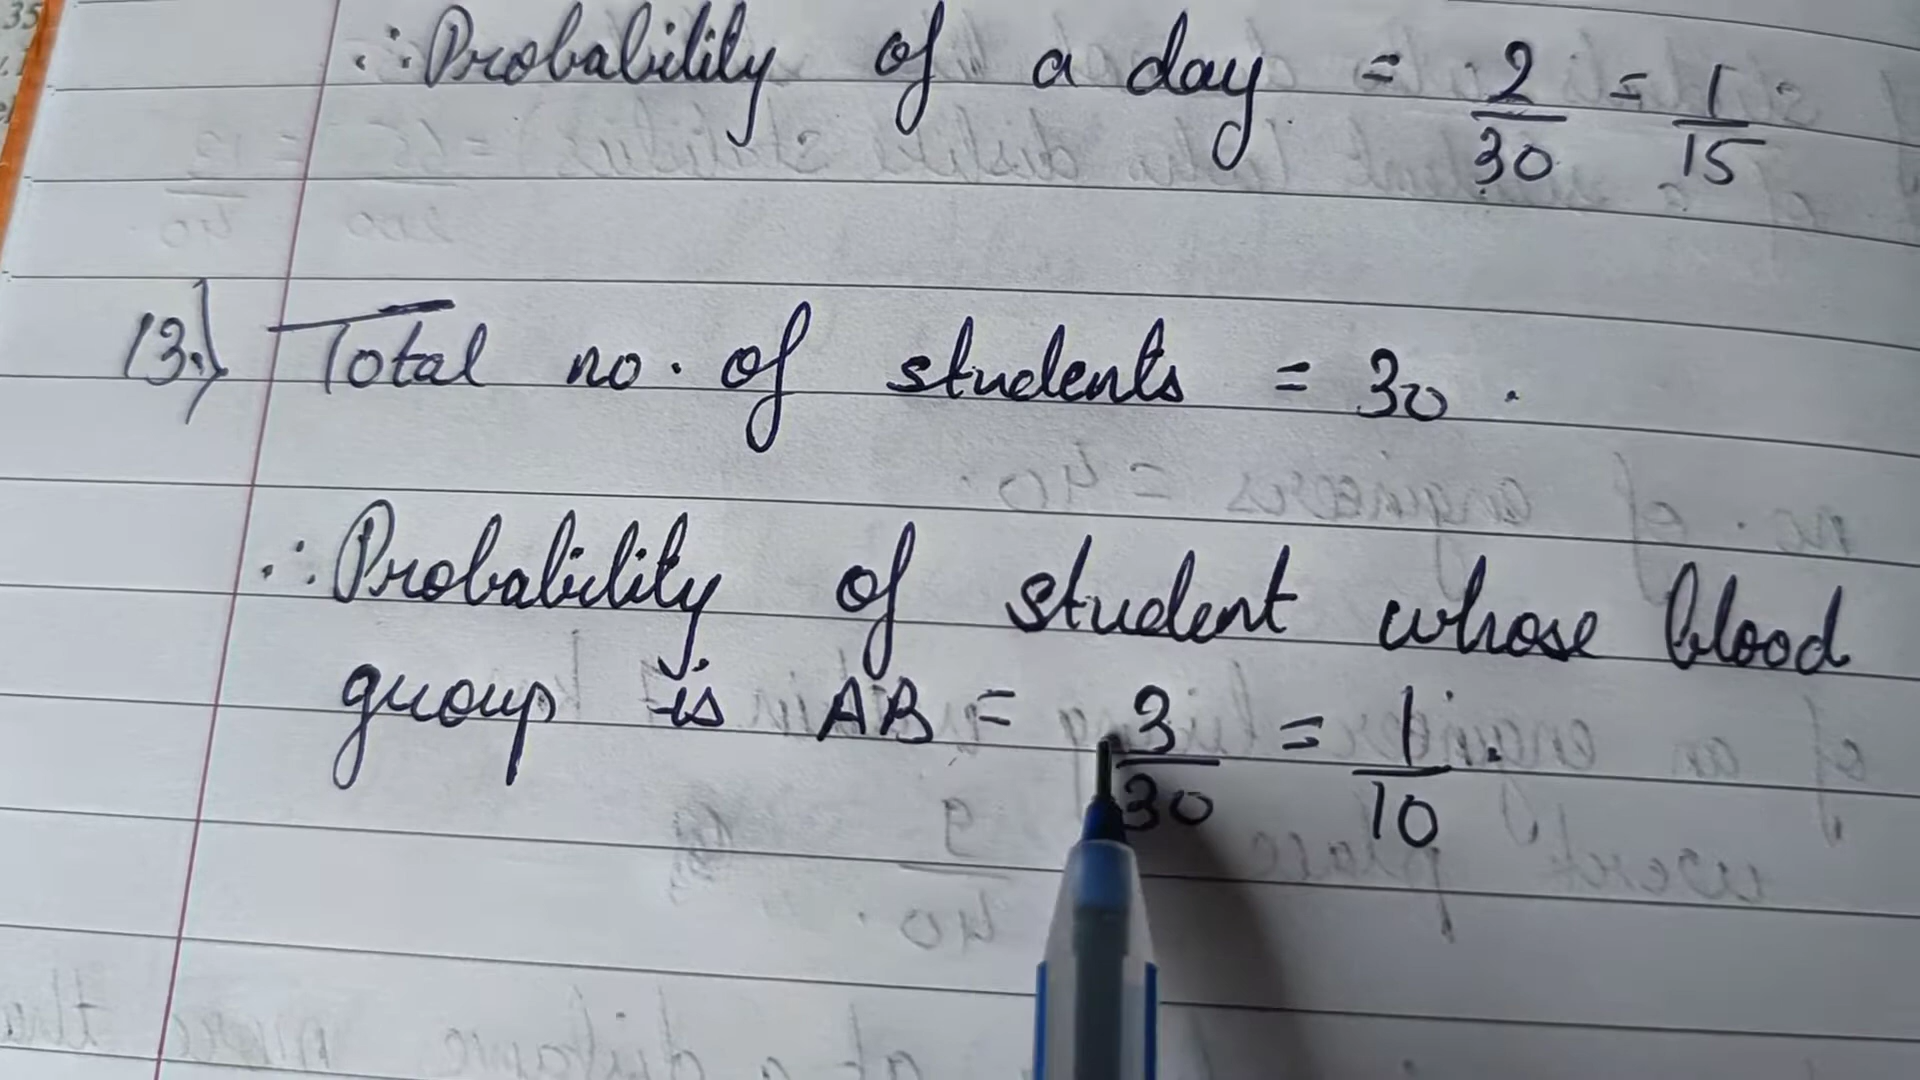 ∴ Probability of a day = 2/30 = 1/15.
13.) Total no. of students = 30.
∴ Probability of student whose blood
group is AB = 3/30 = 1/10.